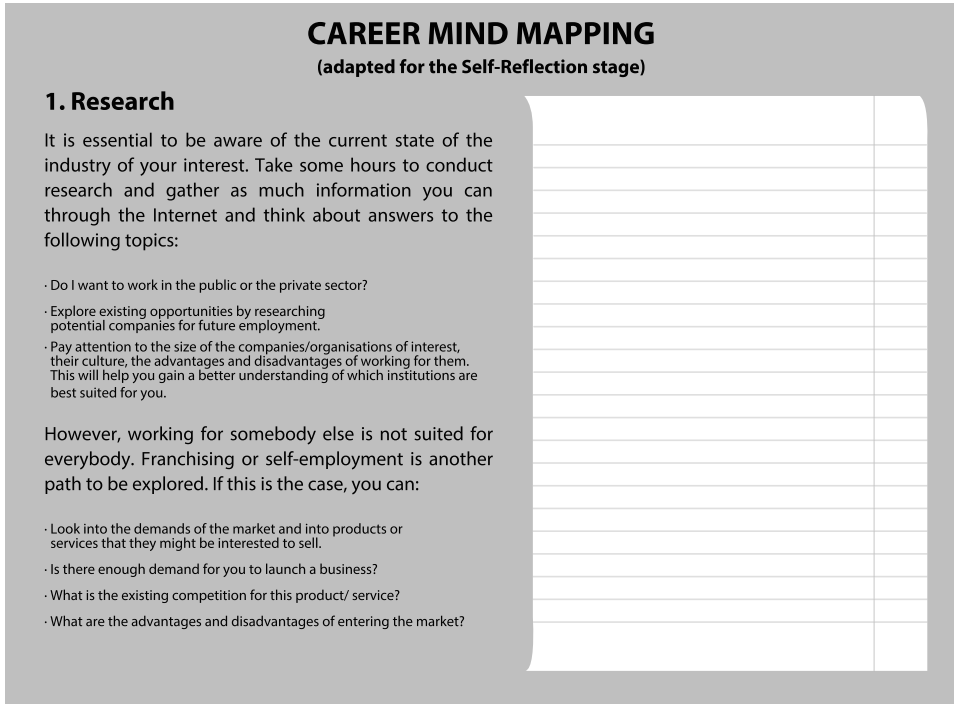 CAREER MIND MAPPING
(adapted for the Self-Reflection stage)
1. Research
It is essential to be aware of the current state of the
industry of your interest. Take some hours to conduct
research and gather as much information you can
through the Internet and think about answers to the
following topics:
· Do I want to work in the public or the private sector?
· Explore existing opportunities by researching
potential companies for future employment.
· Pay attention to the size of the companies/organisations of interest,
their culture, the advantages and disadvantages of working for them.
This will help you gain a better understanding of which institutions are
best suited for you.
However, working for somebody else is not suited for
everybody. Franchising or self-employment is another
path to be explored. If this is the case, you can:
· Look into the demands of the market and into products or
services that they might be interested to sell.
· Is there enough demand for you to launch a business?
· What is the existing competition for this product/ service?
· What are the advantages and disadvantages of entering the market?